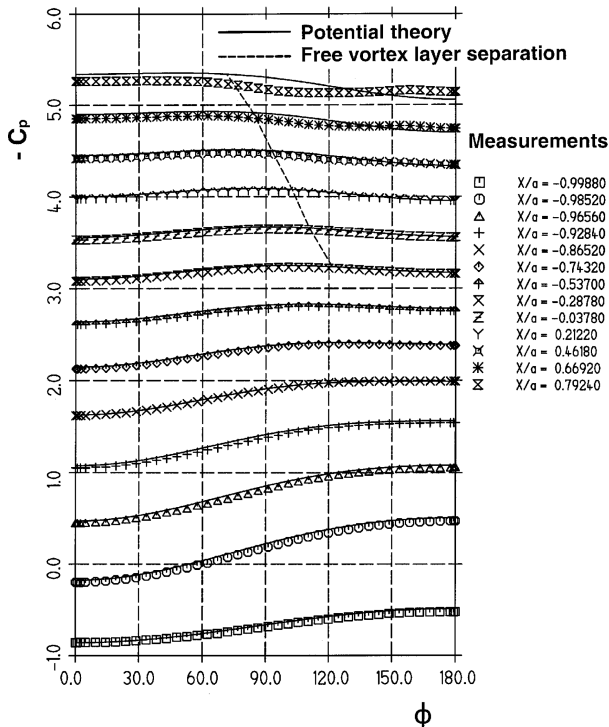 6.0
Potential theory
Free vortex layer separation
5.0
- Cp
Measurements
X/a = -0.99880
X/a = -0.98520
X/a = -0.96560
X/a = -0.92840
X/a = -0.86520
X/a = -0.74320
X/a = -0.53700
X/a = -0.28780
X/a = -0.03780
X/a = 0.21220
X/a = 0.46180
X/a = 0.66920
X/a = 0.79240
4.0
3.0
2.0
1.0
0.0
-1.0
0.0 30.0 60.0 90.0 120.0 150.0 180.0
ϕ